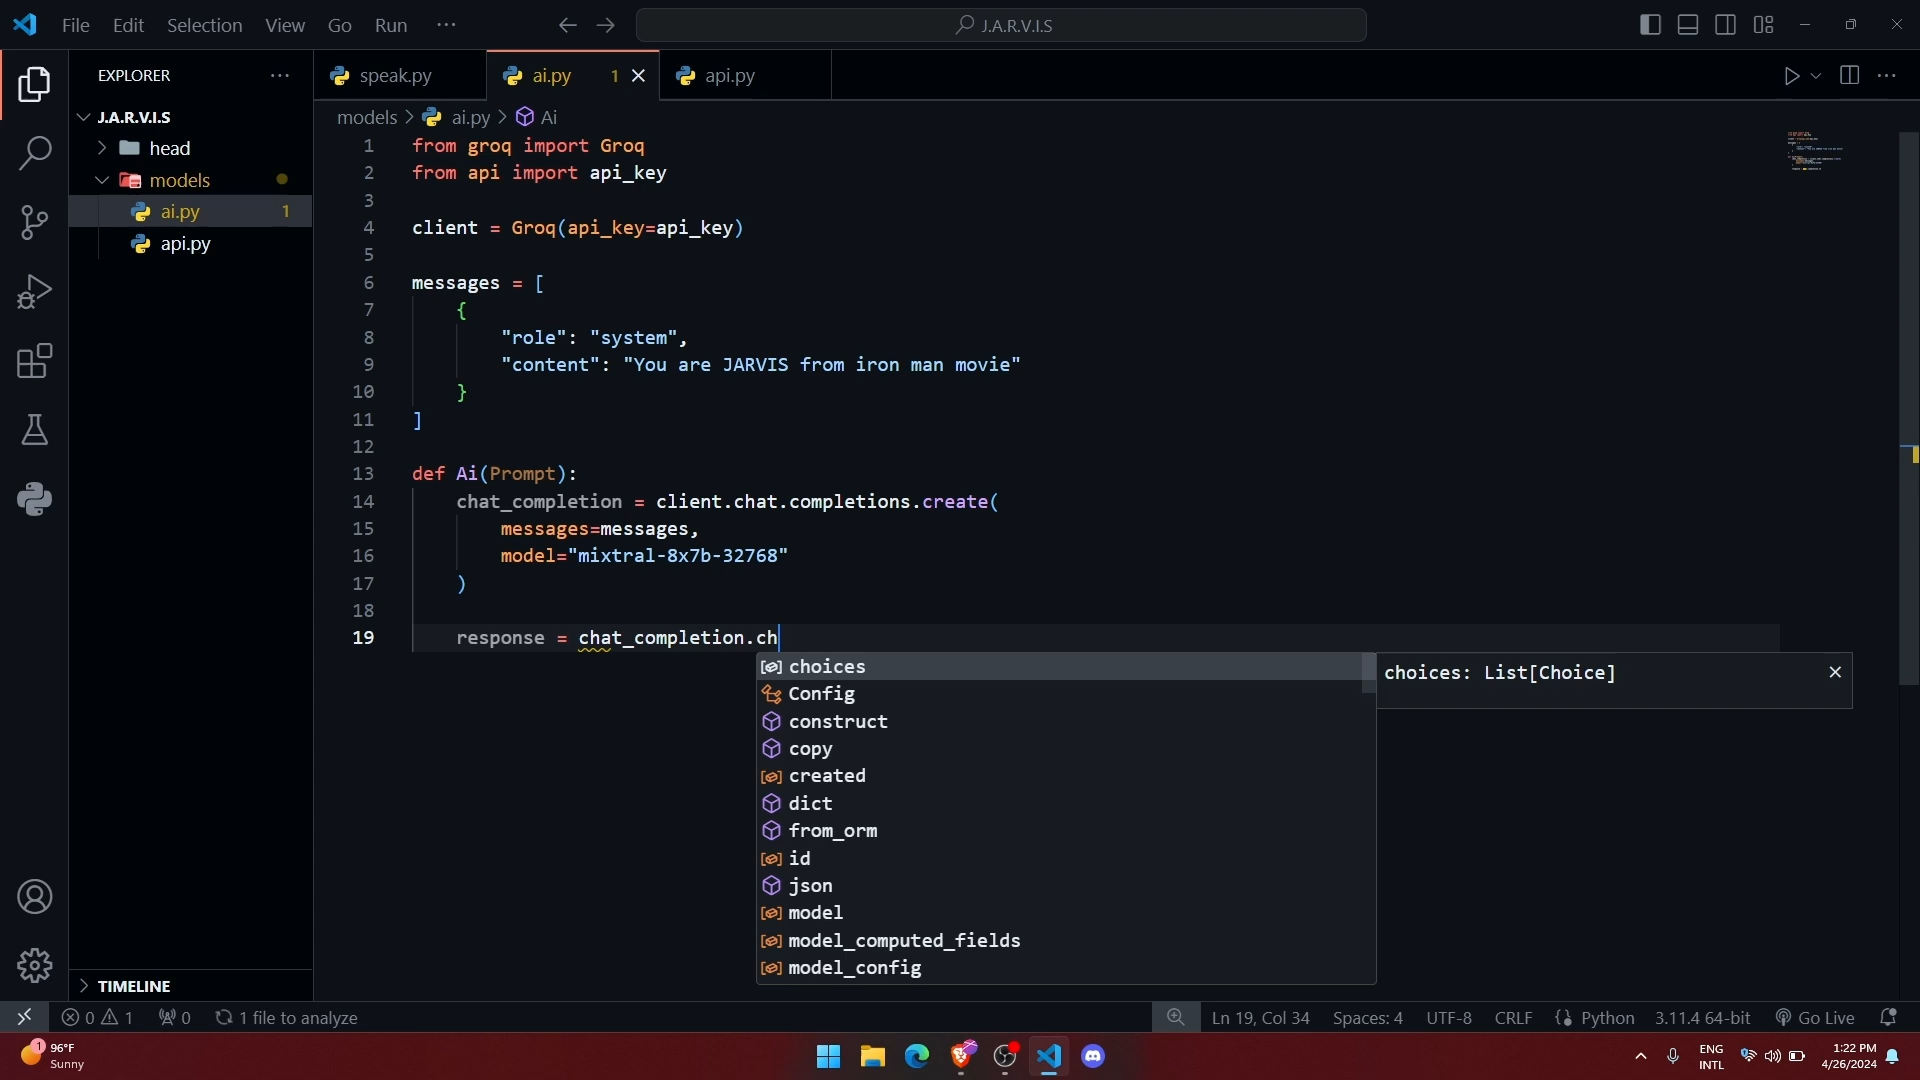 File Edit Selection View Go Run ···
J.A.R.V.I.S
EXPLORER ···
J.A.R.V.I.S
head
models
ai.py 1
api.py
TIMELINE
speak.py
ai.py 1
api.py
models > ai.py > Ai
1 from groq import Groq
2 from api import api_key
3
4 client = Groq(api_key=api_key)
5
6 messages = [
7 {
8 "role": "system",
9 "content": "You are JARVIS from iron man movie"
10 }
11 ]
12
13 def Ai(Prompt):
14 chat_completion = client.chat.completions.create(
15 messages=messages,
16 model="mixtral-8x7b-32768"
17 )
18
19 response = chat_completion.ch
choices
Config
construct
copy
created
dict
from_orm
id
json
model
model_computed_fields
model_config
choices: List[Choice]
0 1 0 1 file to analyze
Ln 19, Col 34 Spaces: 4 UTF-8 CRLF {} Python 3.11.4 64-bit Go Live
1 96°F
Sunny
ENG
INTL
1:22 PM
4/26/2024